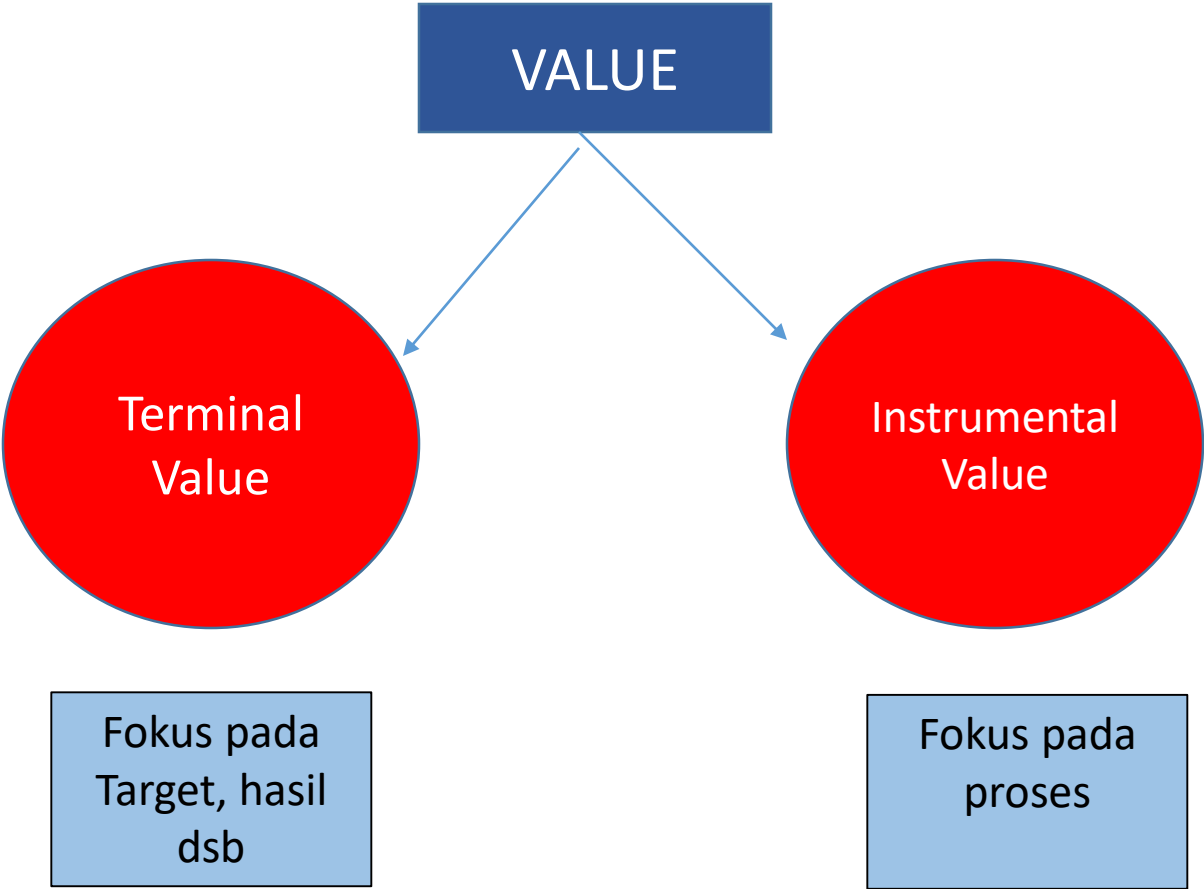 VALUE
Terminal
Value
Instrumental
Value
Fokus pada
Target, hasil
dsb
Fokus pada
proses